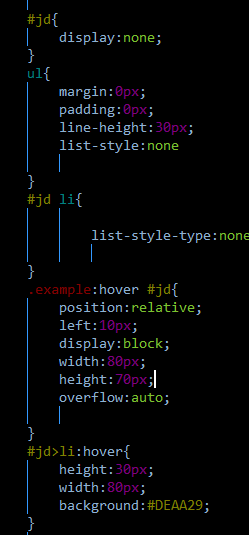 #jd{
display:none;
}
ul{
margin:0px;
padding:0px;
line-height:30px;
list-style:none
}
#jd li{
list-style-type:none
}
.example:hover #jd{
position:relative;
left:10px;
display:block;
width:80px;
height:70px;
overflow:auto;
}
#jd>li:hover{
height:30px;
width:80px;
background:#DEAA29;
}